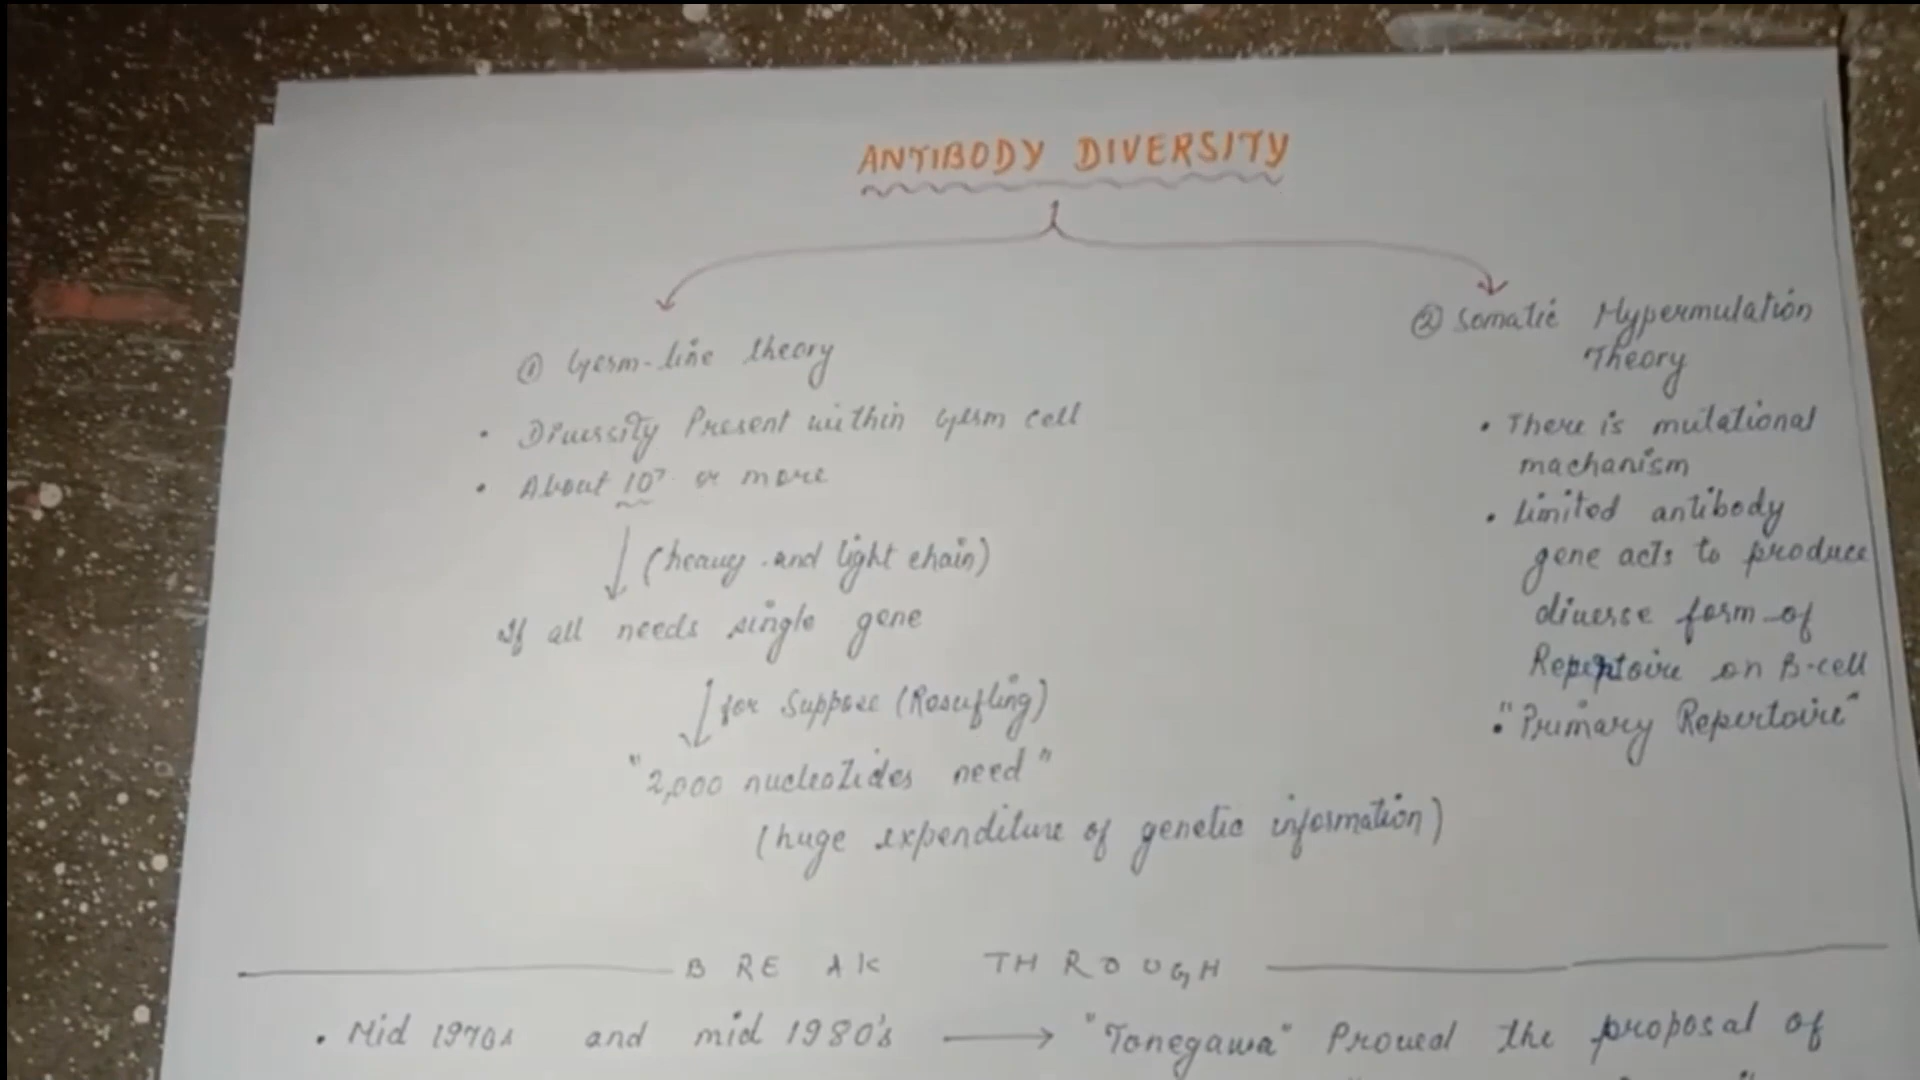 ANTIBODY DIVERSITY
① Germ-line theory
• Diversity Present within Germ cell
• About 10⁷ or more
(heavy and light chain)
If all needs single gene
for Suppose (Rosufling)
"2,000 nucleotides need"
(huge expenditure of genetic information)
② Somatic Hypermutation
Theory
• There is mutational
machanism
• Limited antibody
gene acts to produce
diverse form of
Repertoire on B-cell
• "Primary Repertoire"
BREAK THROUGH
• Mid 1970s and mid 1980's → "Tonegawa" Proved the proposal of